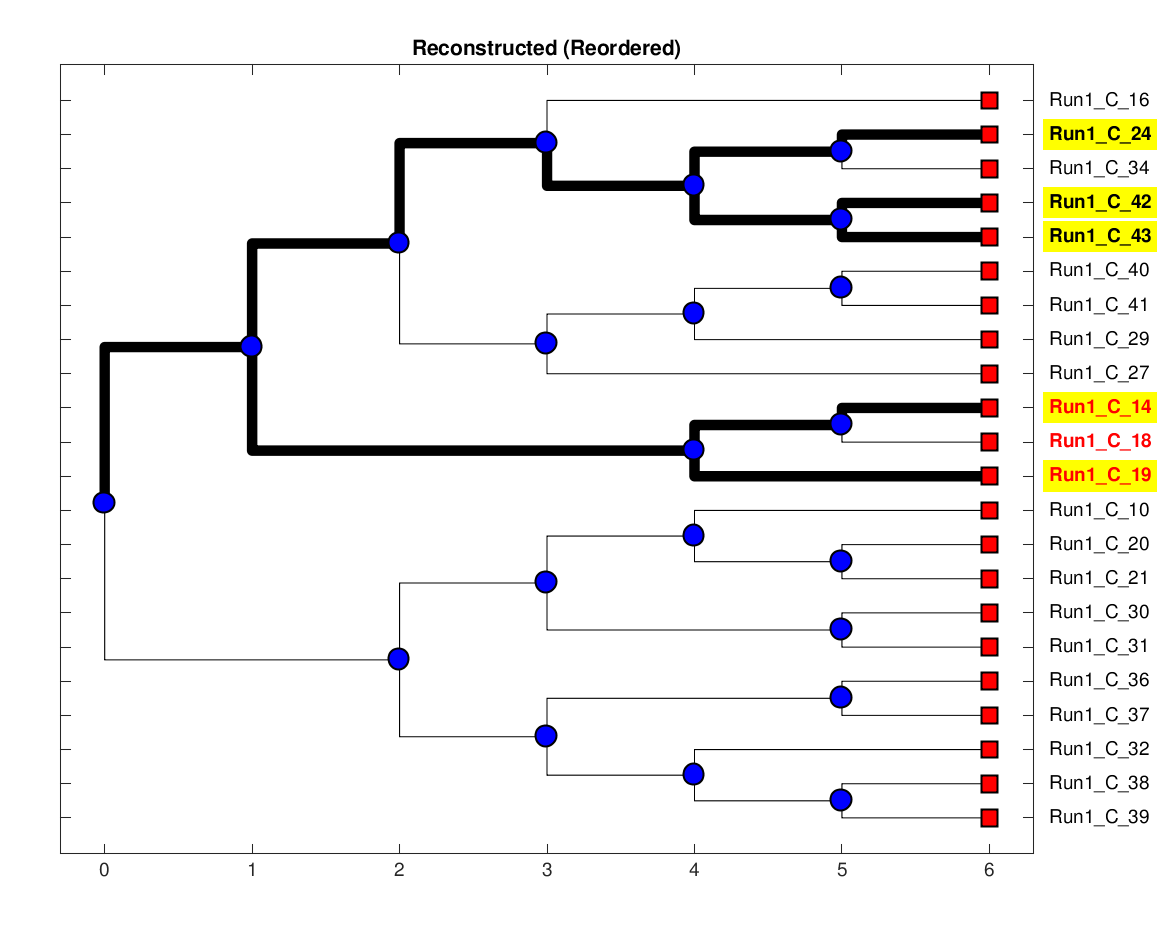 Reconstructed (Reordered)
Run1_C_16
Run1_C_24
Run1_C_34
Run1_C_42
Run1_C_43
Run1_C_40
Run1_C_41
Run1_C_29
Run1_C_27
Run1_C_14
Run1_C_18
Run1_C_19
Run1_C_10
Run1_C_20
Run1_C_21
Run1_C_30
Run1_C_31
Run1_C_36
Run1_C_37
Run1_C_32
Run1_C_38
Run1_C_39
0 1 2 3 4 5 6